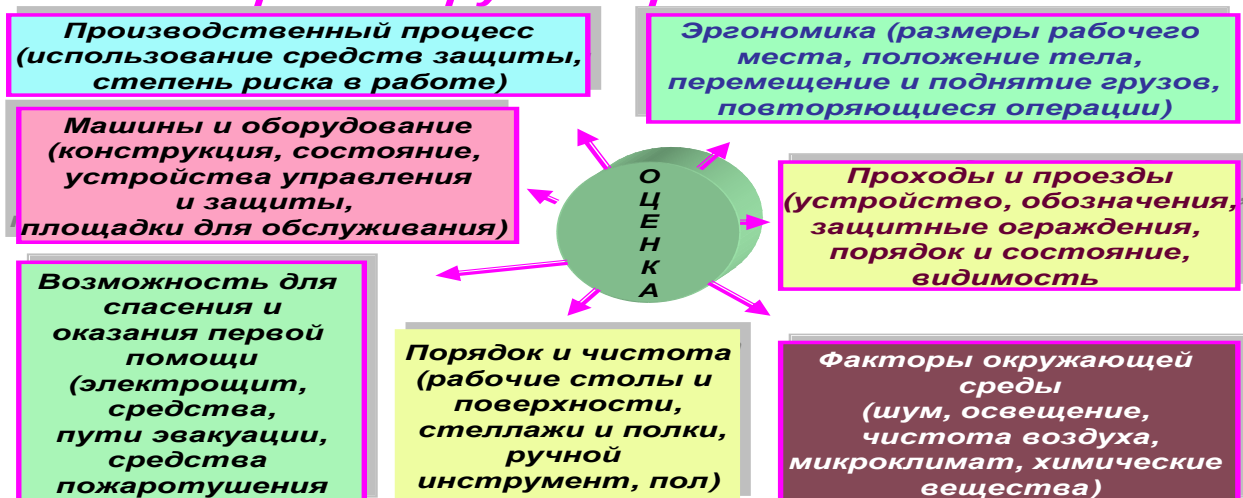 Производственный процесс
(использование средств защиты,
степень риска в работе)
Эргономика (размеры рабочего
места, положение тела,
перемещение и поднятие грузов,
повторяющиеся операции)
Машины и оборудование
(конструкция, состояние,
устройства управления
и защиты,
площадки для обслуживания)
О
Ц
Е
Н
К
А
Проходы и проезды
(устройство, обозначения,
защитные ограждения,
порядок и состояние,
видимость
Возможность для
спасения и
оказания первой
помощи
(электрощит,
средства,
пути эвакуации,
средства
пожаротушения
Порядок и чистота
(рабочие столы и
поверхности,
стеллажи и полки,
ручной
инструмент, пол)
Факторы окружающей
среды
(шум, освещение,
чистота воздуха,
микроклимат, химические
вещества)